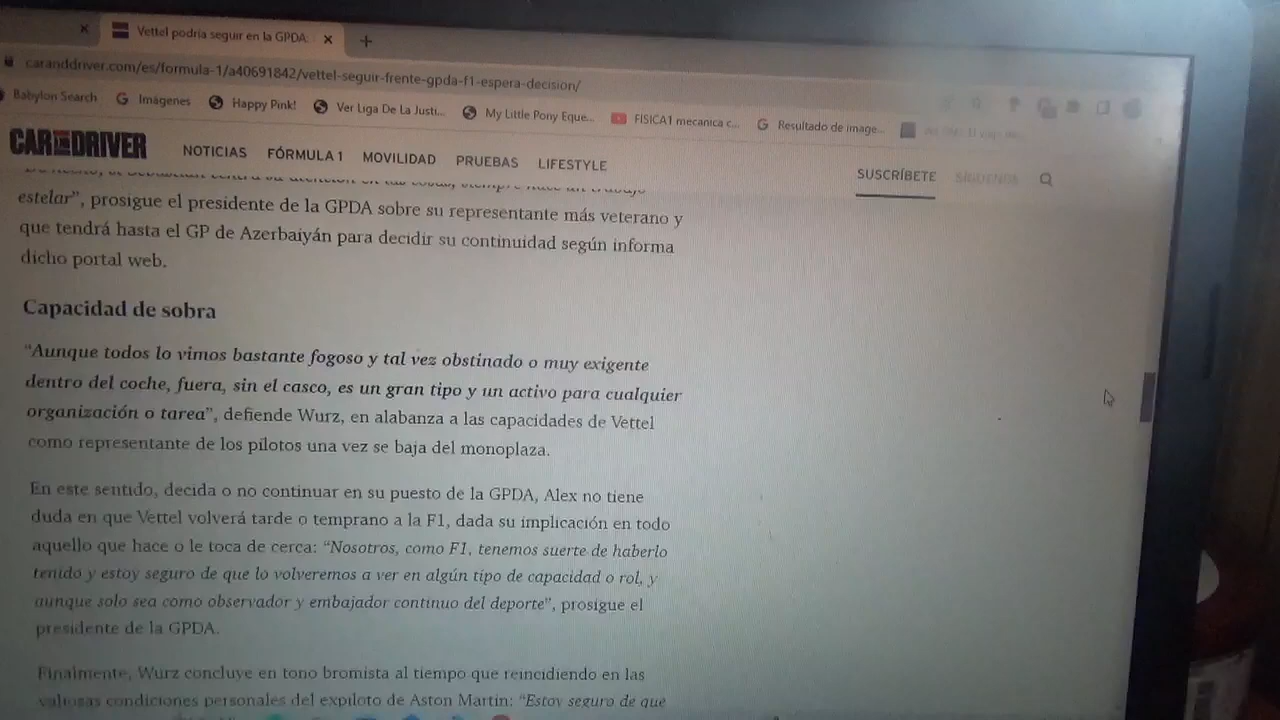 Vettel podría seguir en la GPDA:
caranddriver.com/es/formula-1/a40691842/vettel-seguir-frente-gpda-f1-espera-decision/
Babylon Search Imágenes Happy Pink! Ver Liga De La Justi... My Little Pony Eque... FISICA1 mecanica c... Resultado de image...
CAR AND DRIVER NOTICIAS FÓRMULA 1 MOVILIDAD PRUEBAS LIFESTYLE SUSCRÍBETE SÍGUENOS
estelar”, prosigue el presidente de la GPDA sobre su representante más veterano y
que tendrá hasta el GP de Azerbaiyán para decidir su continuidad según informa
dicho portal web.
Capacidad de sobra
“Aunque todos lo vimos bastante fogoso y tal vez obstinado o muy exigente
dentro del coche, fuera, sin el casco, es un gran tipo y un activo para cualquier
organización o tarea”, defiende Wurz, en alabanza a las capacidades de Vettel
como representante de los pilotos una vez se baja del monoplaza.
En este sentido, decida o no continuar en su puesto de la GPDA, Alex no tiene
duda en que Vettel volverá tarde o temprano a la F1, dada su implicación en todo
aquello que hace o le toca de cerca: “Nosotros, como F1, tenemos suerte de haberlo
tenido y estoy seguro de que lo volveremos a ver en algún tipo de capacidad o rol, y
aunque solo sea como observador y embajador continuo del deporte”, prosigue el
presidente de la GPDA.
Finalmente, Wurz concluye en tono bromista al tiempo que reincidiendo en las
valiosas condiciones personales del expiloto de Aston Martin: “Estoy seguro de que